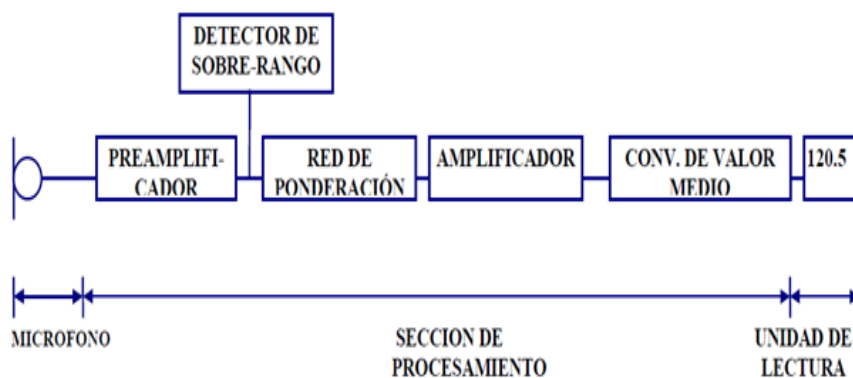 DETECTOR DE
SOBRE-RANGO
PREAMPLIFI-
CADOR
RED DE
PONDERACIÓN
AMPLIFICADOR
CONV. DE VALOR
MEDIO
120.5
MICROFONO
SECCION DE
PROCESAMIENTO
UNIDAD DE
LECTURA